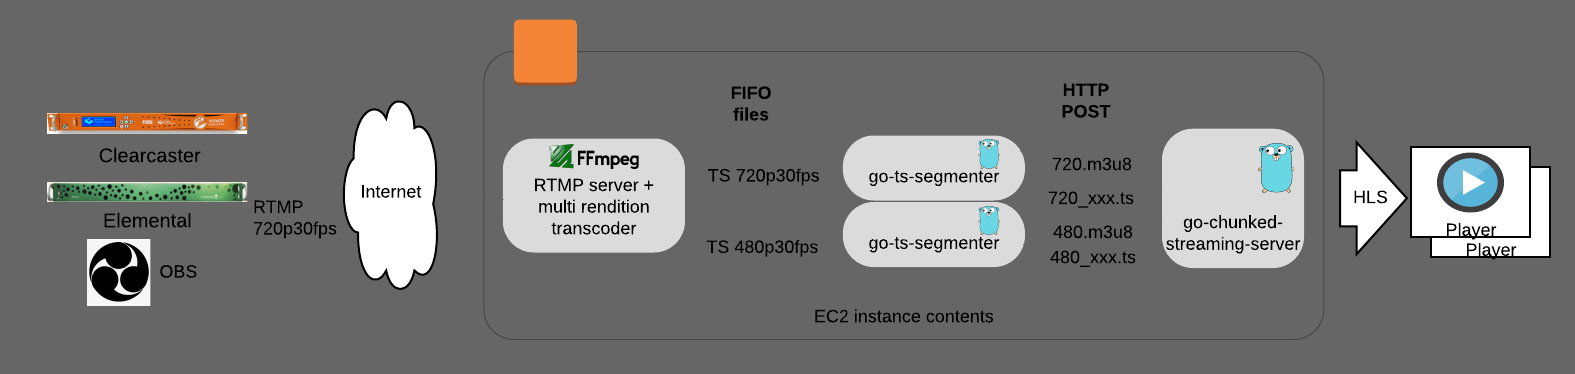 Clearcaster
Elemental
RTMP
720p30fps
OBS
Internet
FFmpeg
RTMP server +
multi rendition
transcoder
FIFO
files
TS 720p30fps
TS 480p30fps
go-ts-segmenter
go-ts-segmenter
HTTP
POST
720.m3u8
720_xxx.ts
480.m3u8
480_xxx.ts
go-chunked-
streaming-server
EC2 instance contents
HLS
Player
Player